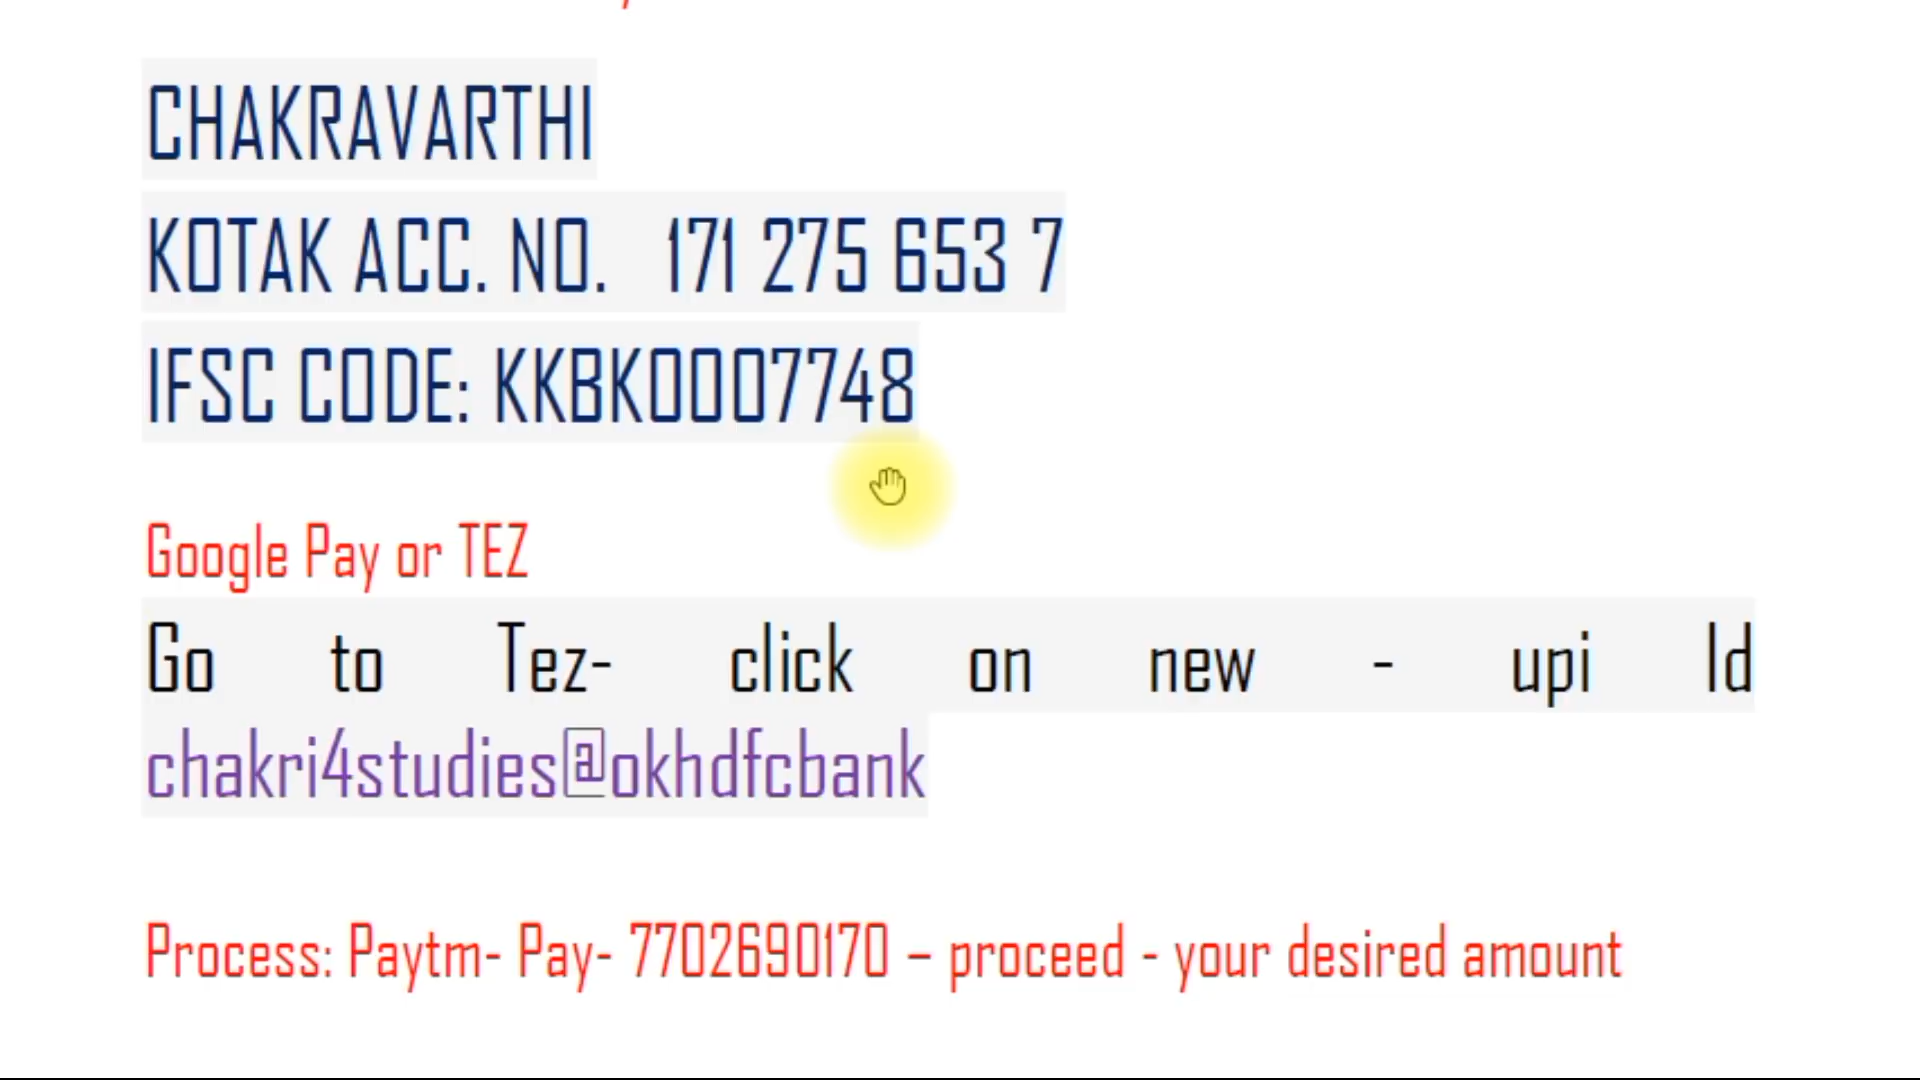 CHAKRAVARTHI
KOTAK ACC. NO. 171 275 653 7
IFSC CODE: KKBK0007748
Google Pay or TEZ
Go to Tez- click on new - upi Id
chakri4studies@okhdfcbank
Process: Paytm- Pay- 7702690170 – proceed - your desired amount